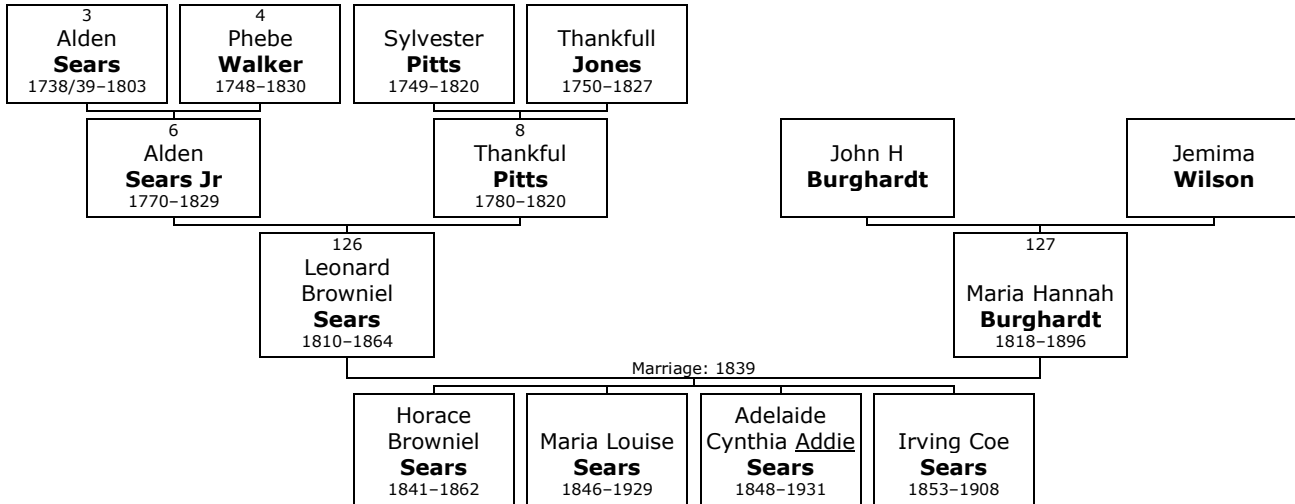 3
Alden
Sears
1738/39–1803
4
Phebe
Walker
1748–1830
Sylvester
Pitts
1749–1820
Thankfull
Jones
1750–1827
6
Alden
Sears Jr
1770–1829
8
Thankful
Pitts
1780–1820
John H
Burghardt
Jemima
Wilson
126
Leonard
Browniel
Sears
1810–1864
127
Maria Hannah
Burghardt
1818–1896
Marriage: 1839
Horace
Browniel
Sears
1841–1862
Maria Louise
Sears
1846–1929
Adelaide
Cynthia Addie
Sears
1848–1931
Irving Coe
Sears
1853–1908